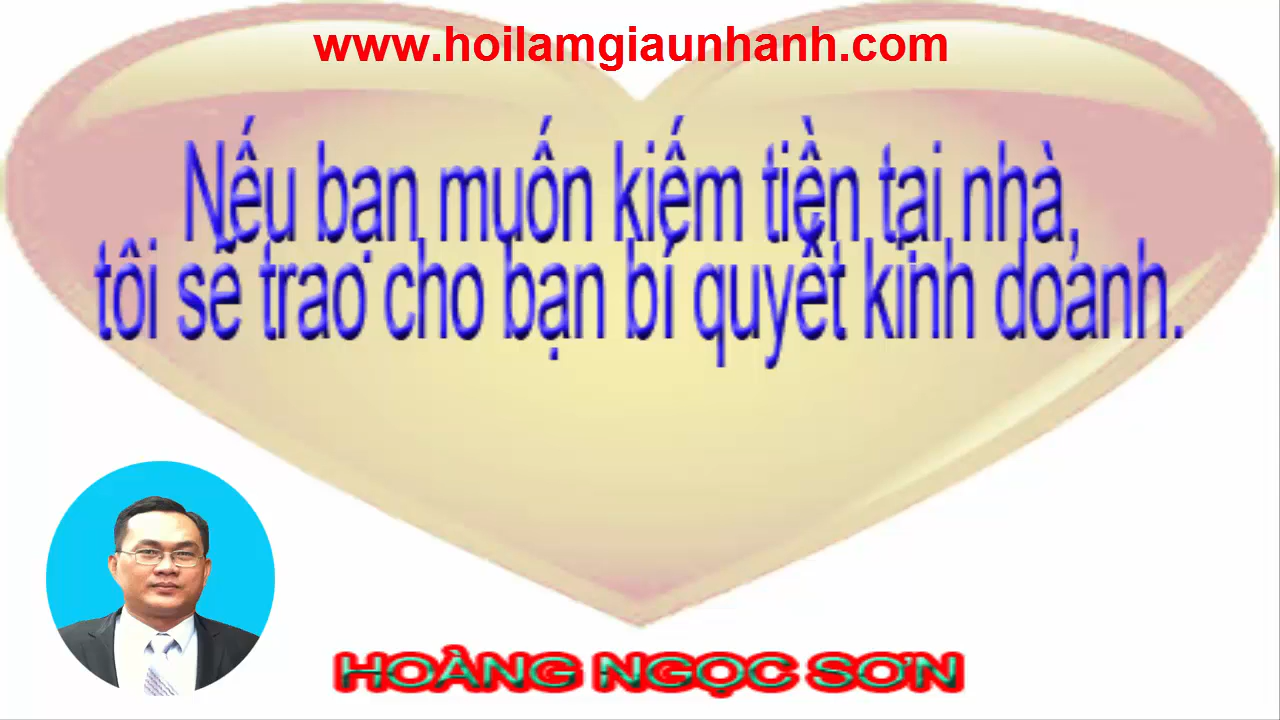 www.hoilamgiaunhanh.com
Nếu bạn muốn kiếm tiền tại nhà,
tôi sẽ trao cho bạn bí quyết kinh doanh.
HOÀNG NGỌC SƠN